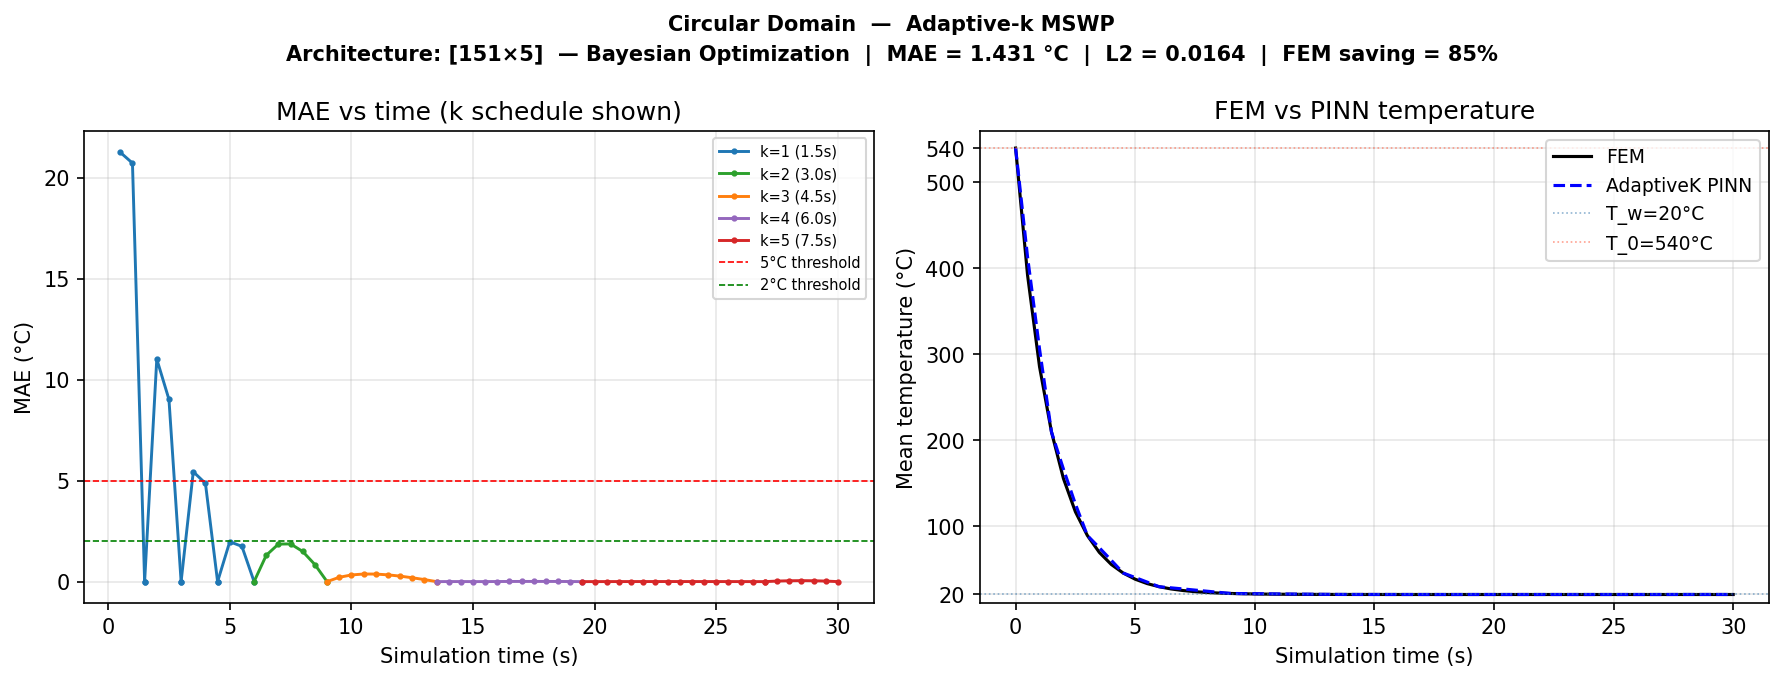 Circular Domain — Adaptive-k MSWP
Architecture: [151×5] — Bayesian Optimization | MAE = 1.431 °C | L2 = 0.0164 | FEM saving = 85%
MAE vs time (k schedule shown)
MAE (°C)
20
15
10
5
0
0
5
10
15
20
25
30
Simulation time (s)
k=1 (1.5s)
k=2 (3.0s)
k=3 (4.5s)
k=4 (6.0s)
k=5 (7.5s)
5°C threshold
2°C threshold
FEM vs PINN temperature
Mean temperature (°C)
540
500
400
300
200
100
20
0
5
10
15
20
25
30
Simulation time (s)
FEM
AdaptiveK PINN
T_w=20°C
T_0=540°C